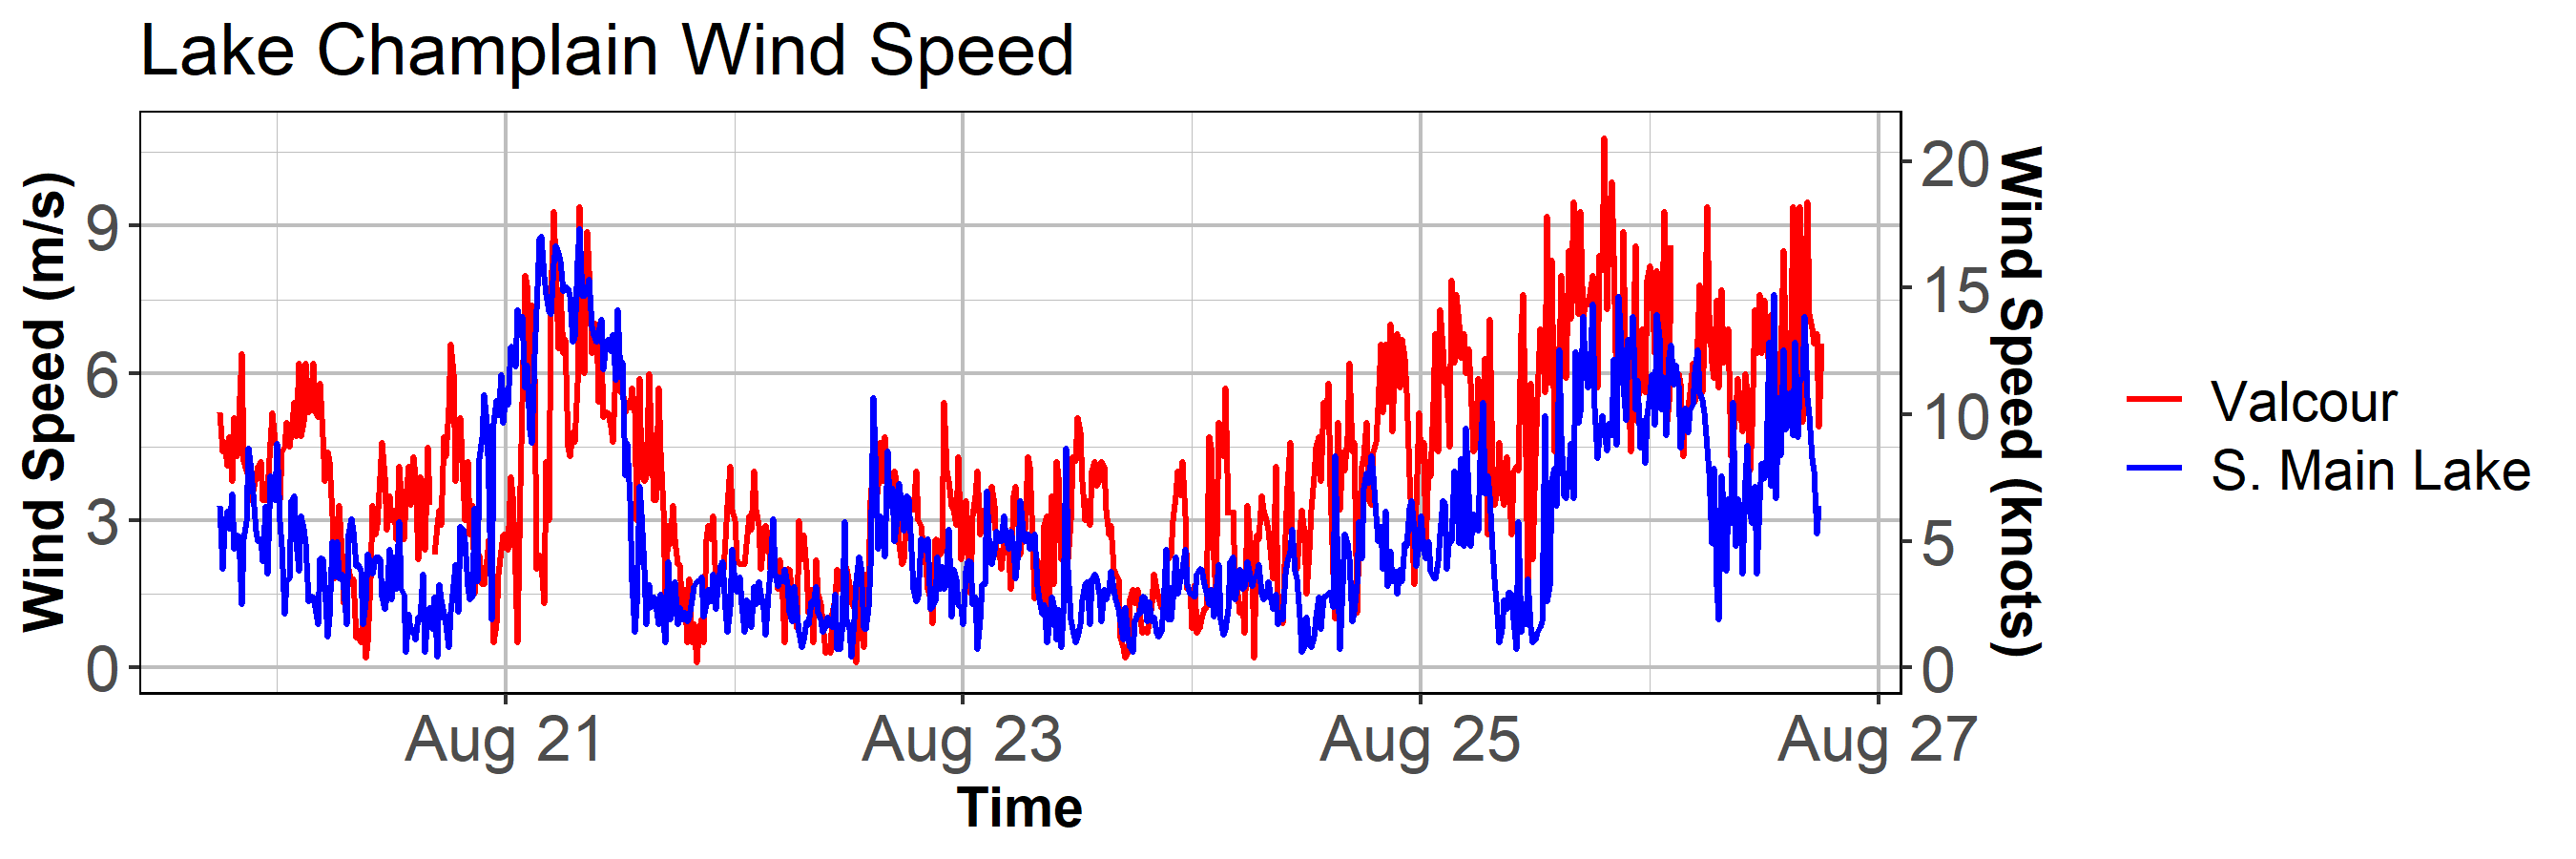 Lake Champlain Wind Speed
Wind Speed (m/s)
9
6
3
0
20
15
10
5
0
Wind Speed (knots)
Aug 21
Aug 23
Aug 25
Aug 27
Time
Valcour
S. Main Lake